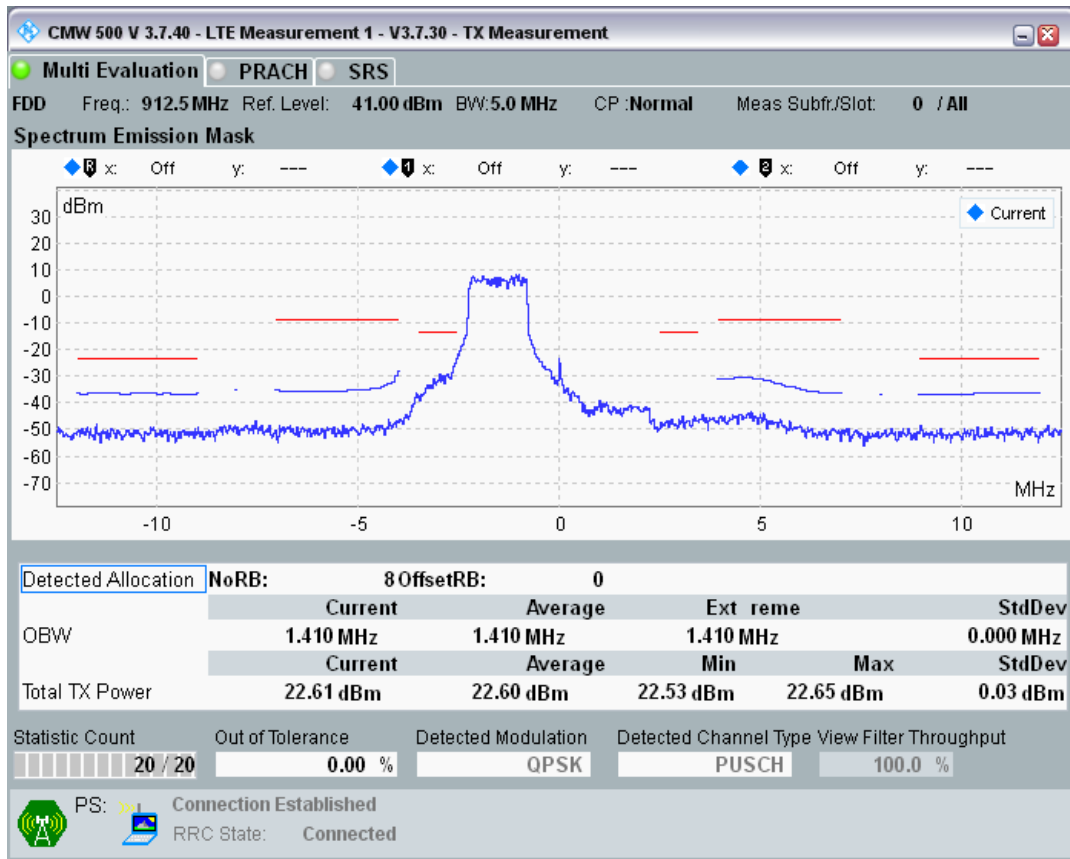 CMW 500 V 3.7.40 - LTE Measurement 1 - V3.7.30 - TX Measurement
Multi Evaluation PRACH SRS
FDD Freq.: 912.5 MHz Ref. Level: 41.00 dBm BW:5.0 MHz CP :Normal Meas Subfr./Slot: 0 / All
Spectrum Emission Mask
R x: Off y: --- 1 x: Off y: --- 2 x: Off y: ---
dBm
Current
30
20
10
0
-10
-20
-30
-40
-50
-60
-70
MHz
-10 -5 0 5 10
Detected Allocation NoRB: 8 OffsetRB: 0
Current Average Ext reme StdDev
OBW 1.410 MHz 1.410 MHz 1.410 MHz 0.000 MHz
Current Average Min Max StdDev
Total TX Power 22.61 dBm 22.60 dBm 22.53 dBm 22.65 dBm 0.03 dBm
Statistic Count Out of Tolerance Detected Modulation Detected Channel Type View Filter Throughput
20 / 20 0.00 % QPSK PUSCH 100.0 %
PS: Connection Established
RRC State: Connected